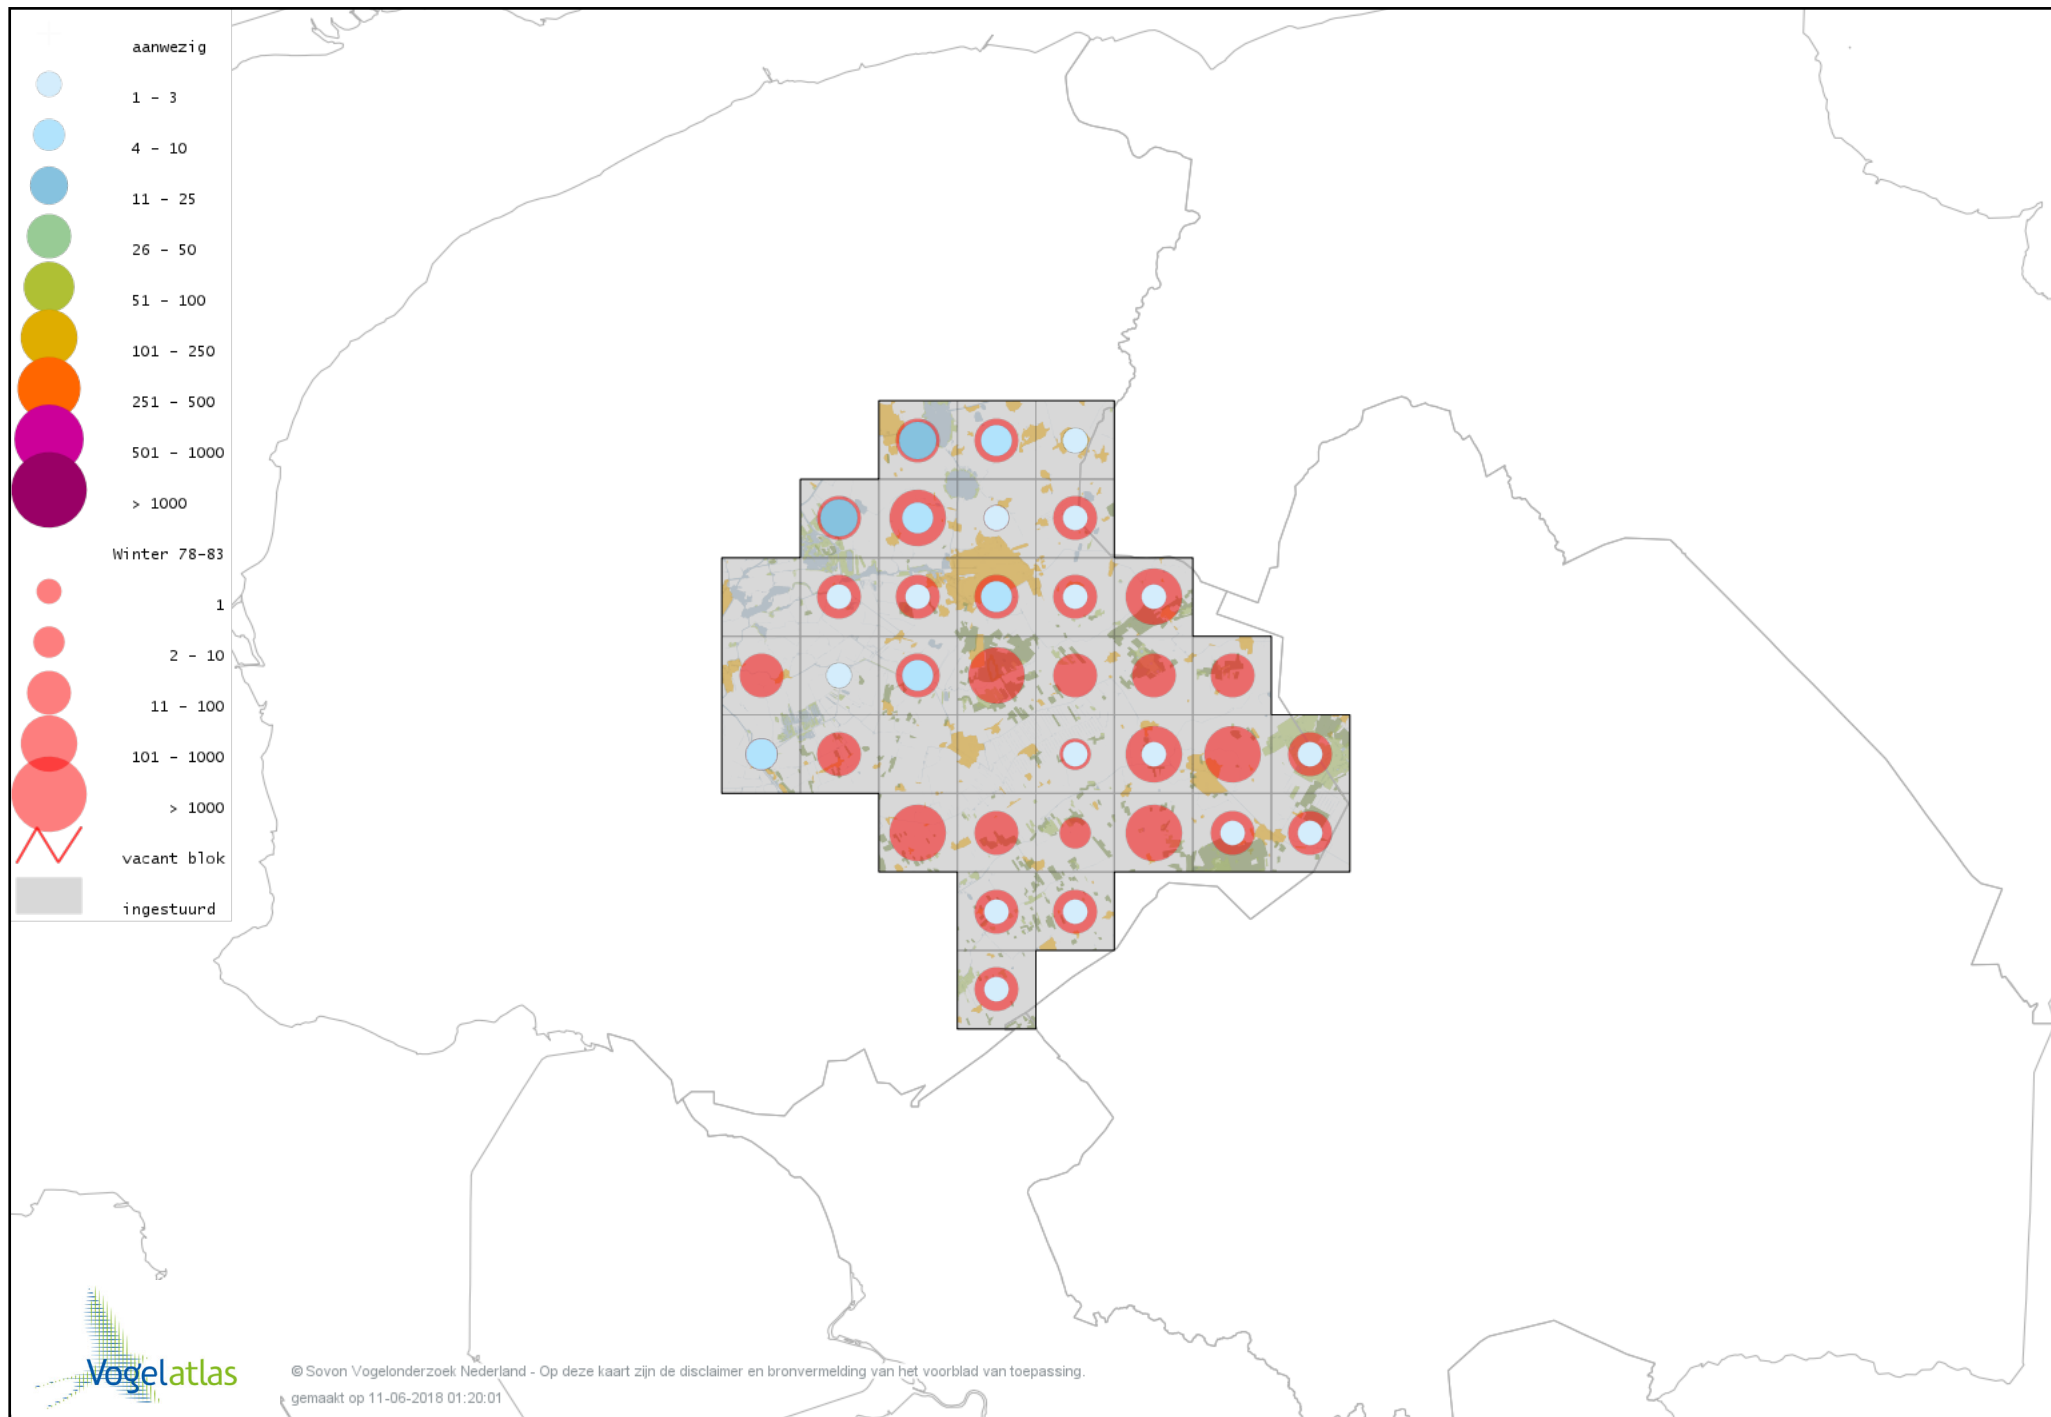 aanwezig
1 - 3
4 - 10
11 - 25
26 - 50
51 - 100
101 - 250
251 - 500
501 - 1000
> 1000
Winter 78-83
1
2 - 10
11 - 100
101 - 1000
> 1000
vacant blok
ingestuurd
Vogelatlas
© Sovon Vogelonderzoek Nederland - Op deze kaart zijn de disclaimer en bronvermelding van het voorblad van toepassing.
gemaakt op 11-06-2018 01:20:01